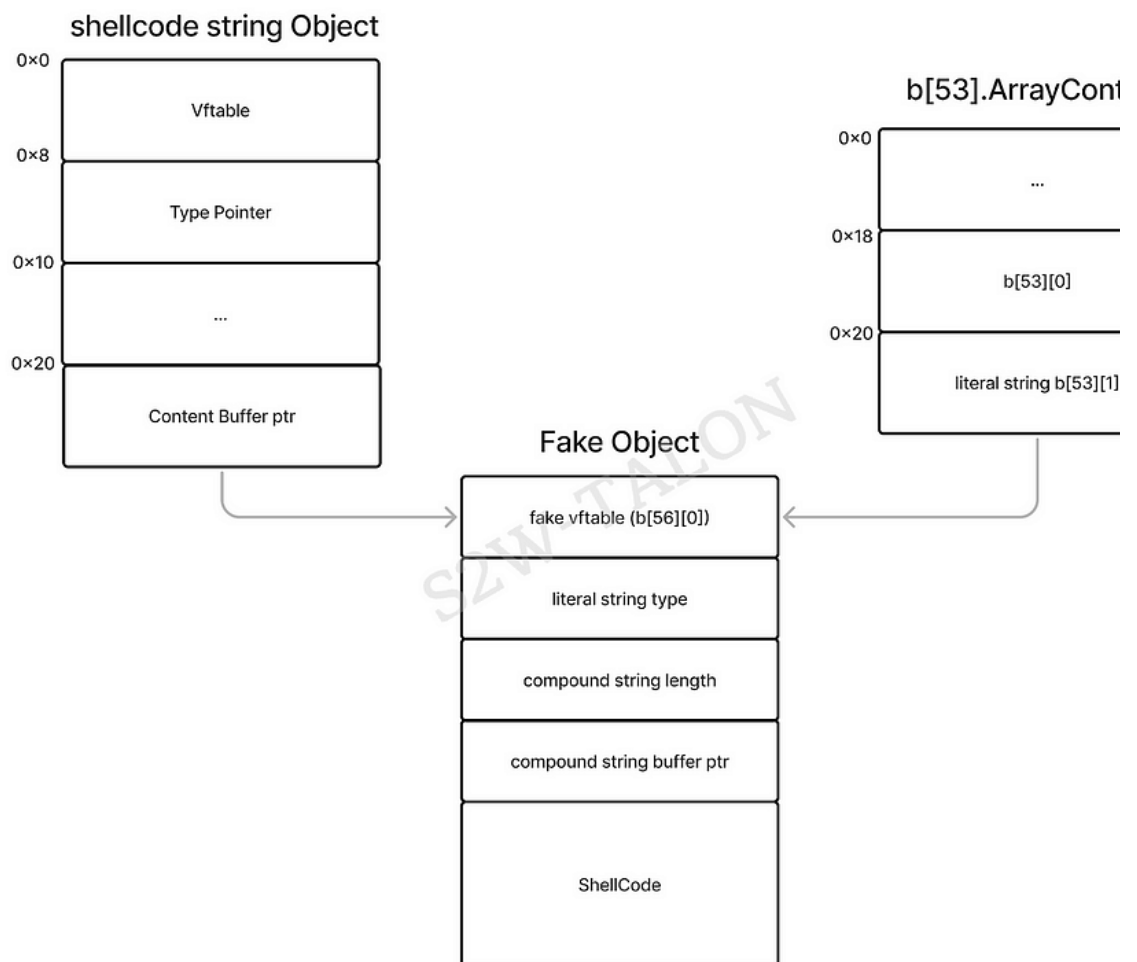 shellcode string Object
0×0
Vftable
0×8
Type Pointer
0×10
...
0×20
Content Buffer ptr
b[53].ArrayCont
0×0
...
0×18
b[53][0]
0×20
literal string b[53][1]
Fake Object
fake vftable (b[56][0])
literal string type
compound string length
compound string buffer ptr
ShellCode
S2W-TALON